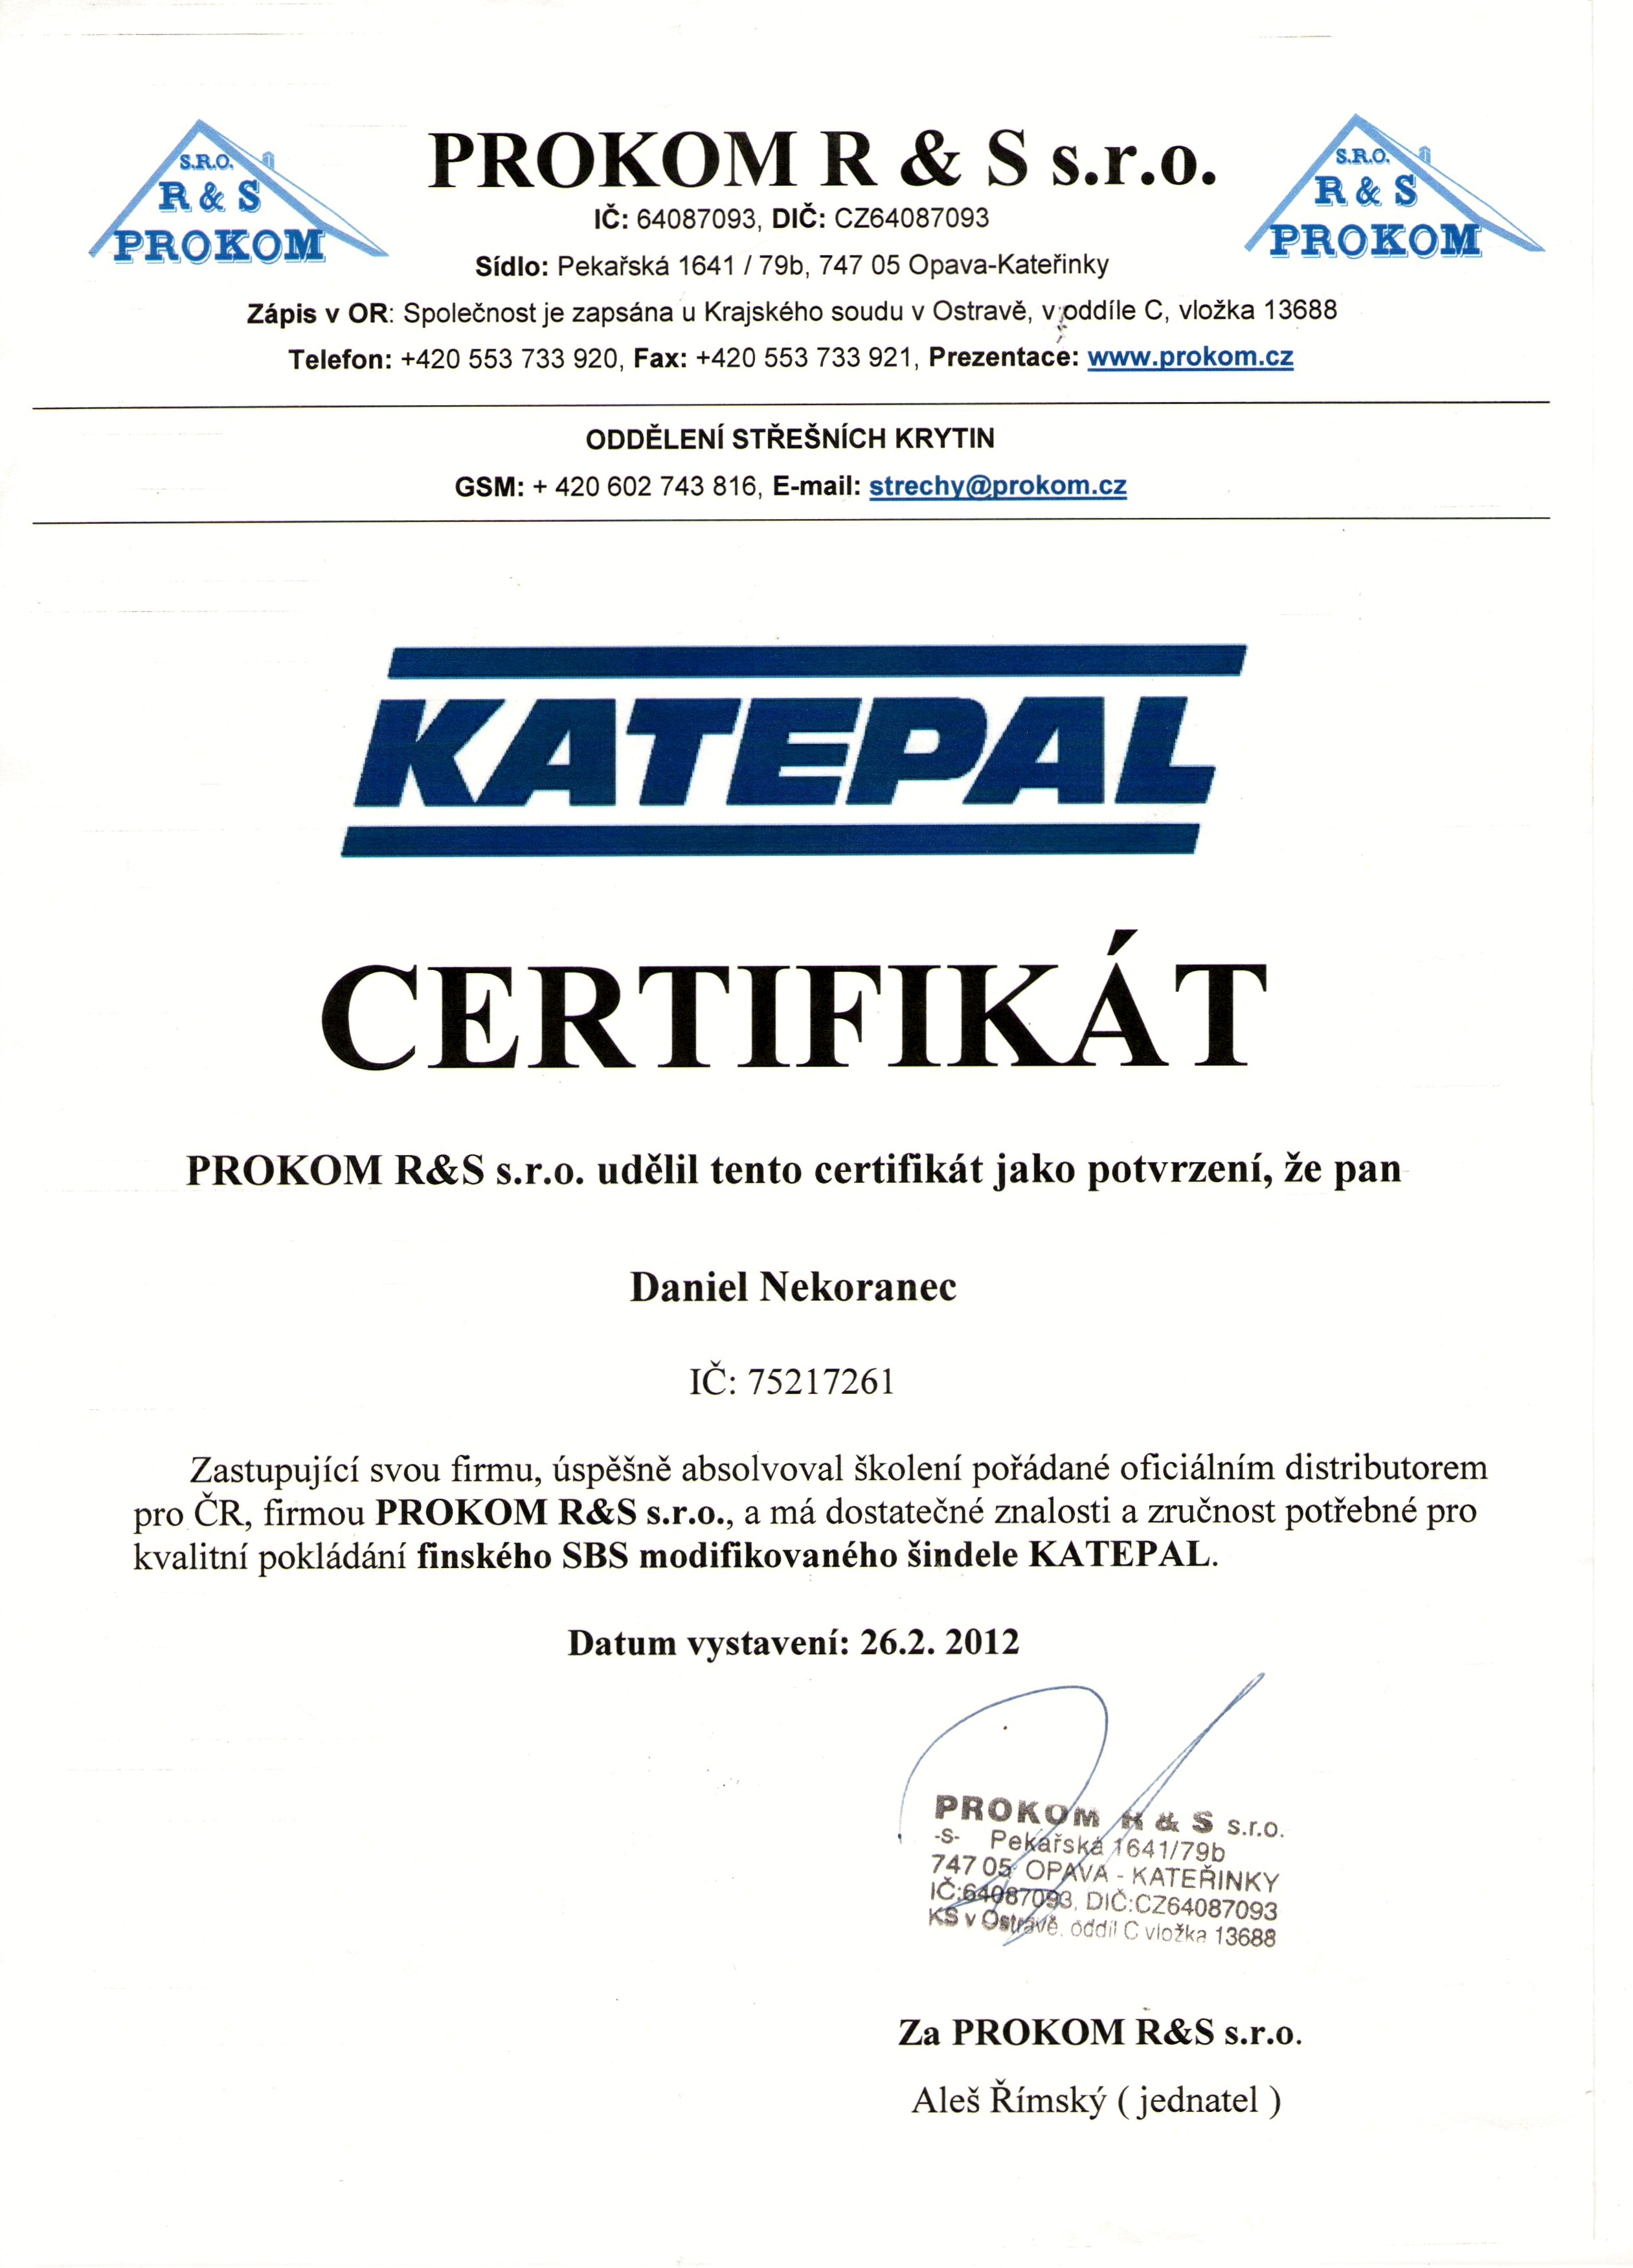 S.R.O.
R & S
PROKOM
PROKOM R & S s.r.o.
S.R.O.
R & S
PROKOM
IČ: 64087093, DIČ: CZ64087093
Sídlo: Pekařská 1641 / 79b, 747 05 Opava-Kateřinky
Zápis v OR: Společnost je zapsána u Krajského soudu v Ostravě, v oddíle C, vložka 13688
Telefon: +420 553 733 920, Fax: +420 553 733 921, Prezentace: www.prokom.cz
ODDĚLENÍ STŘEŠNÍCH KRYTIN
GSM: + 420 602 743 816, E-mail: strechy@prokom.cz
KATEPAL
CERTIFIKÁT
PROKOM R&S s.r.o. udělil tento certifikát jako potvrzení, že pan
Daniel Nekoranec
IČ: 75217261
Zastupující svou firmu, úspěšně absolvoval školení pořádané oficiálním distributorem
pro ČR, firmou PROKOM R&S s.r.o., a má dostatečné znalosti a zručnost potřebné pro
kvalitní pokládání finského SBS modifikovaného šindele KATEPAL.
Datum vystavení: 26.2. 2012
PROKOM R & S s.r.o.
-S- Pekařská 1641/79b
747 05 OPAVA - KATEŘINKY
IČ:64087093, DIČ:CZ64087093
KS v Ostravě, oddíl C vložka 13688
Za PROKOM R&S s.r.o.
Aleš Římský ( jednatel )